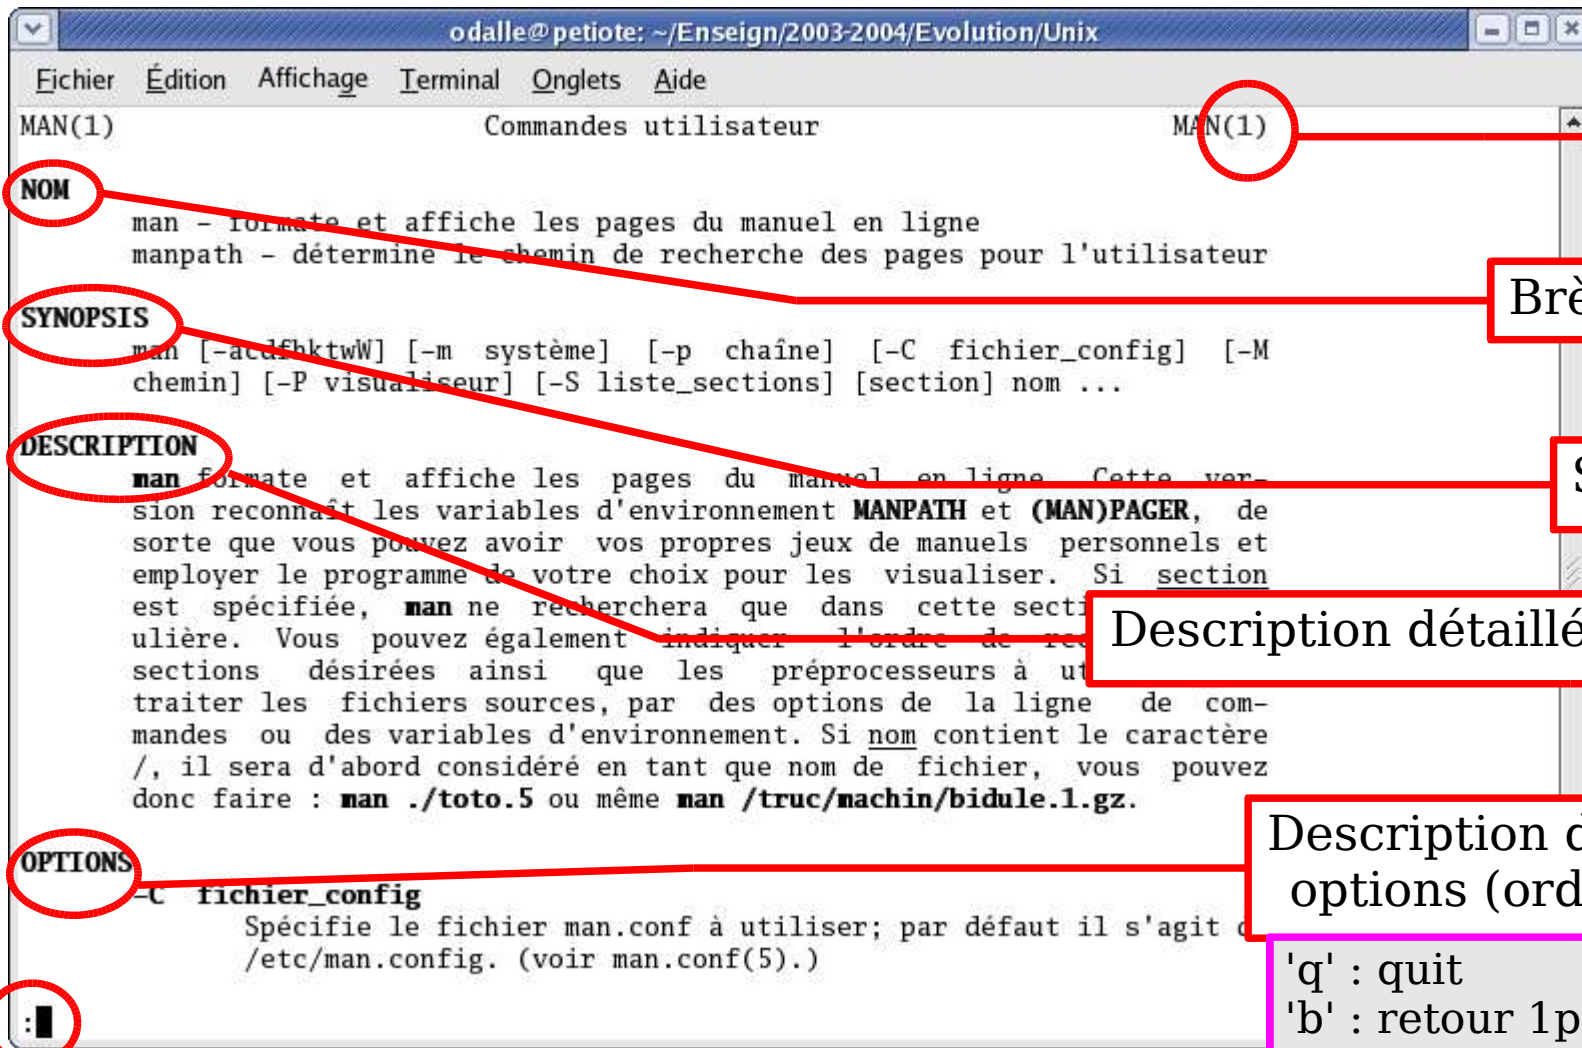 odalle@petiote: ~/Enseign/2003-2004/Evolution/Unix
Fichier Édition Affichage Terminal Onglets Aide
MAN(1) Commandes utilisateur MAN(1)
NOM
man - formate et affiche les pages du manuel en ligne
manpath - détermine le chemin de recherche des pages pour l'utilisateur
Brè
SYNOPSIS
man [-acdfhktwW] [-m système] [-p chaîne] [-C fichier_config] [-M
chemin] [-P visualiseur] [-S liste_sections] [section] nom ...
DESCRIPTION
man formate et affiche les pages du manuel en ligne. Cette ver-
sion reconnaît les variables d'environnement MANPATH et (MAN)PAGER, de
sorte que vous pouvez avoir vos propres jeux de manuels personnels et
employer le programme de votre choix pour les visualiser. Si section
est spécifiée, man ne recherchera que dans cette secti
ulière. Vous pouvez également indiquer l'ordre de rec
Description détaillé
sections désirées ainsi que les préprocesseurs à ut
traiter les fichiers sources, par des options de la ligne de com-
mandes ou des variables d'environnement. Si nom contient le caractère
/, il sera d'abord considéré en tant que nom de fichier, vous pouvez
donc faire : man ./toto.5 ou même man /truc/machin/bidule.1.gz.
Description d
options (ord
OPTIONS
-C fichier_config
Spécifie le fichier man.conf à utiliser; par défaut il s'agit d
/etc/man.config. (voir man.conf(5).)
'q' : quit
'b' : retour 1p
: